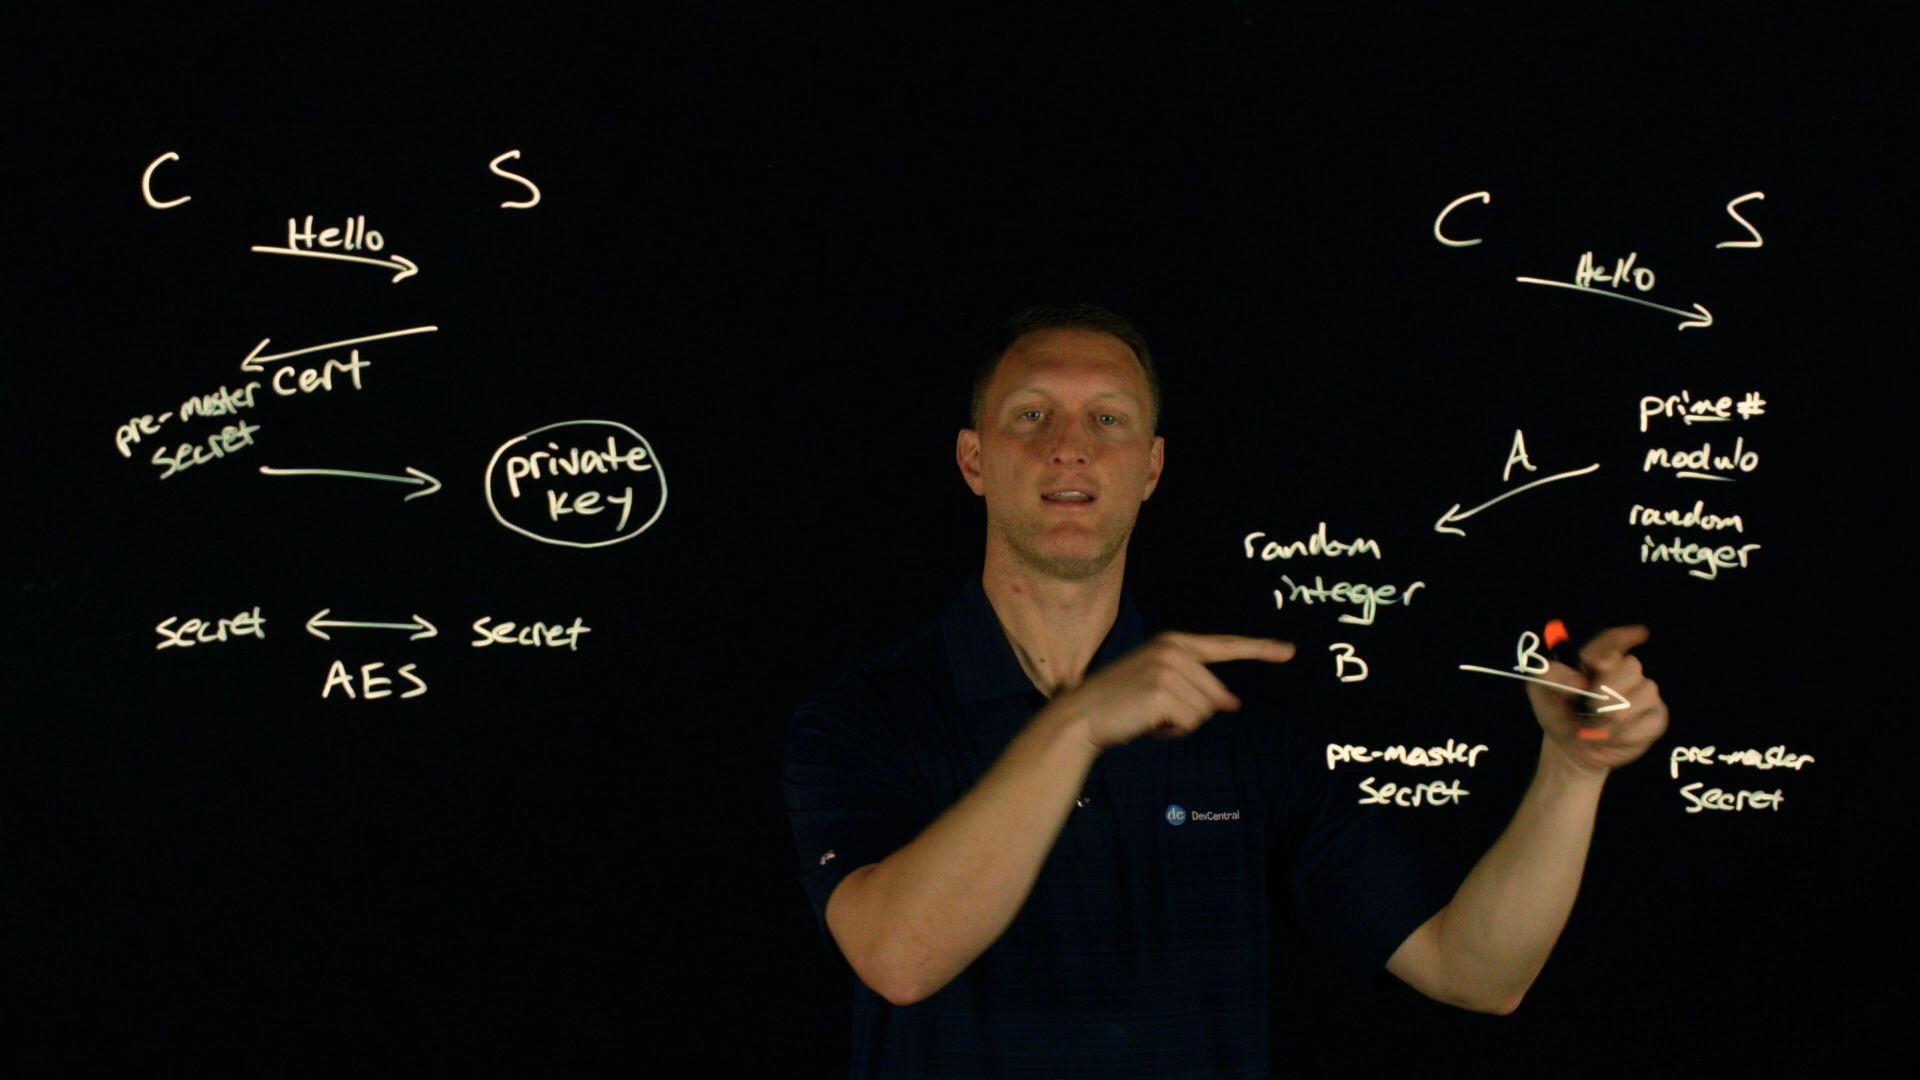 C S
Hello
cert
pre-master
secret
private
key
secret secret
AES
C S
Hello
prime #
modulo
A
random
integer
random
integer
B B
pre-master
secret
pre-master
secret
dc DevCentral